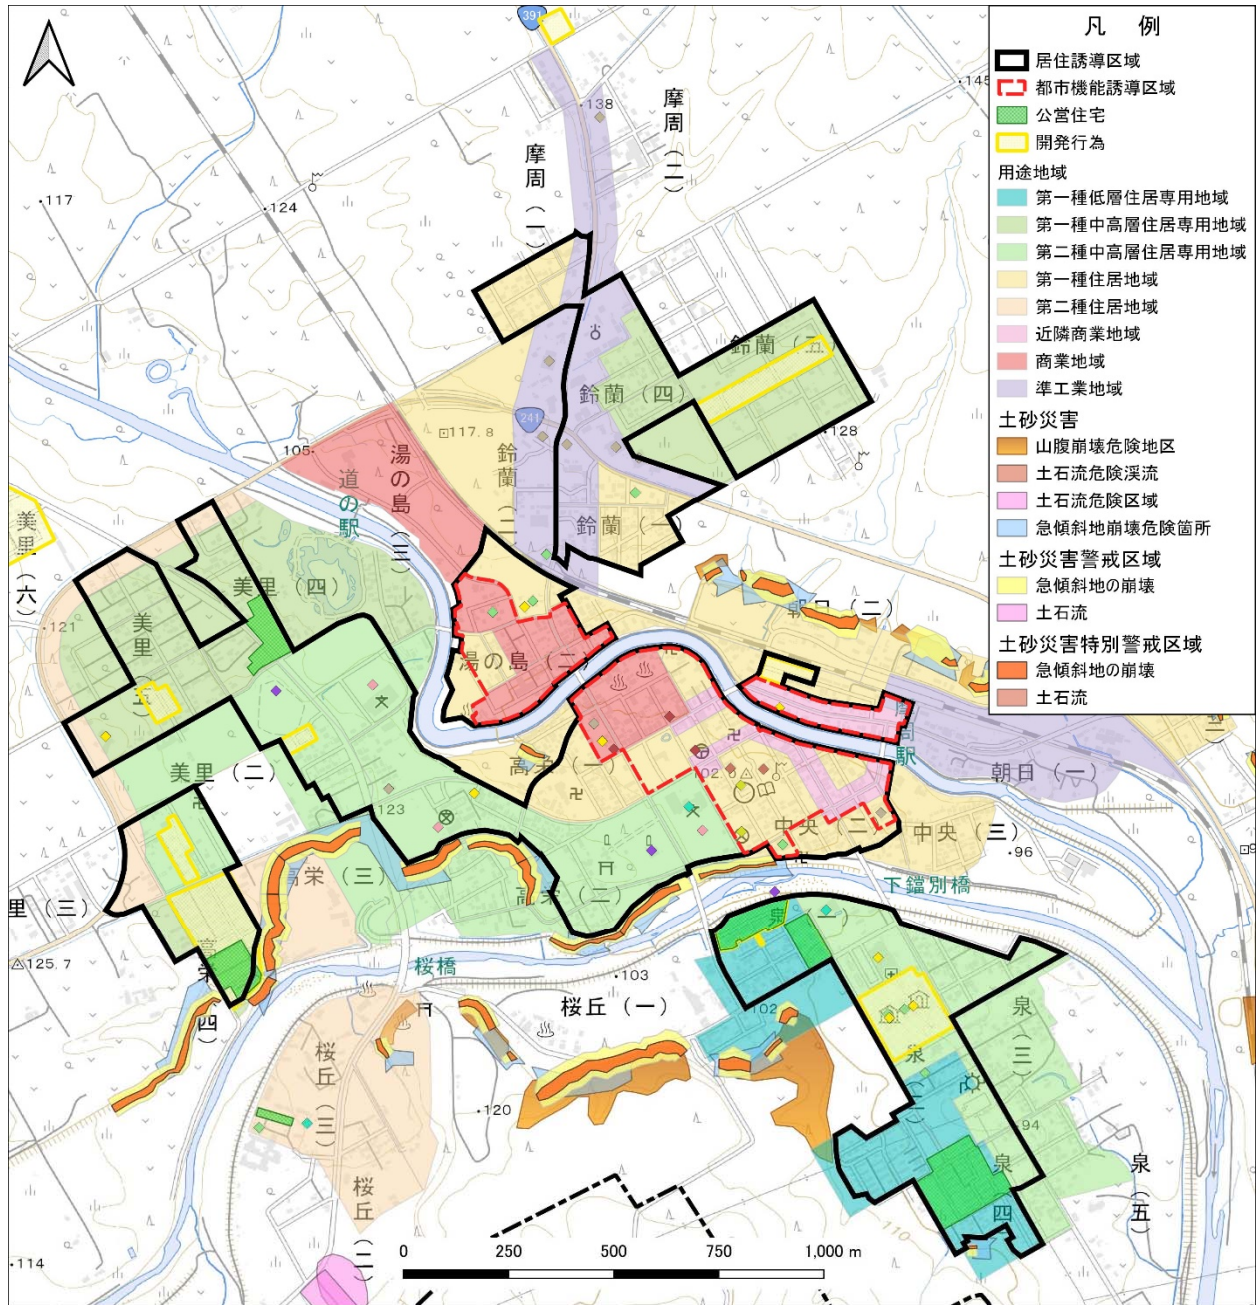 凡 例
居住誘導区域
都市機能誘導区域
公営住宅
開発行為
用途地域
第一種低層住居専用地域
第一種中高層住居専用地域
第二種中高層住居専用地域
第一種住居地域
第二種住居地域
近隣商業地域
商業地域
準工業地域
土砂災害
山腹崩壊危険地区
土石流危険渓流
土石流危険区域
急傾斜地崩壊危険箇所
土砂災害警戒区域
急傾斜地の崩壊
土石流
土砂災害特別警戒区域
急傾斜地の崩壊
土石流
391
138
145
摩周(二)
摩周(一)
117
124
鈴蘭(五)
鈴蘭(四)
241
117.8
128
105
湯の島(三)
道の駅
鈴蘭(二)
鈴蘭(一)
美里(六)
美里(四)
朝日(二)
121
美里(五)
湯の島(二)
摩周駅
美里(二)
高栄(一)
朝日(一)
123
中央(二)
中央(三)
96
高栄(三)
高栄(二)
下鐺別橋
里(三)
125.7
高栄(四)
桜橋
103
泉(一)
桜丘(一)
102
泉(三)
泉(二)
桜丘(三)
120
94
泉(四)
泉(五)
110
桜丘(二)
114
0 250 500 750 1,000 m